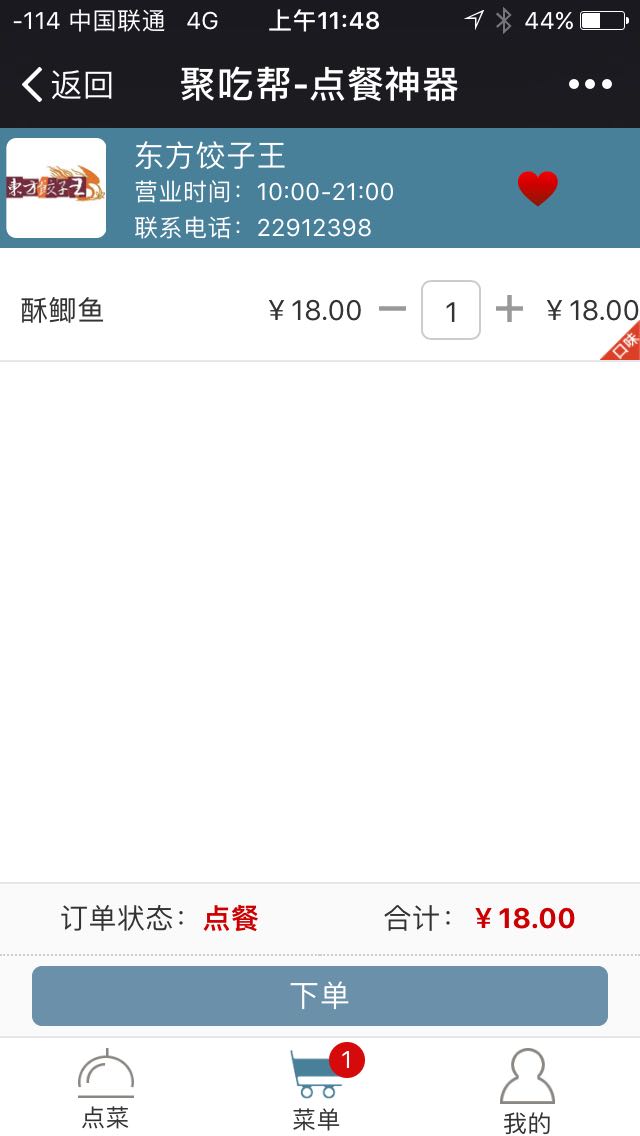 -114 中国联通 4G 上午11:48 44%
返回 聚吃帮-点餐神器
東方餃子王
东方饺子王
营业时间：10:00-21:00
联系电话：22912398
酥鲫鱼 ￥18.00 1 ￥18.00
口味
订单状态：点餐 合计：￥18.00
下单
1
点菜 菜单 我的